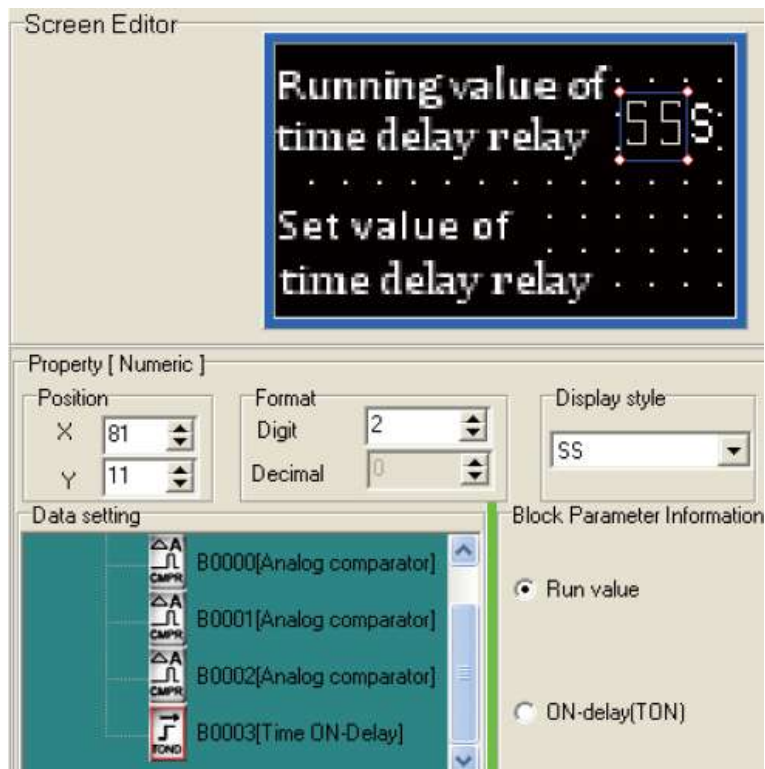 Screen Editor
Running value of
time delay relay SSS
Set value of
time delay relay
Property [ Numeric ]
Position
X 81
Y 11
Format
Digit 2
Decimal 0
Display style
SS
Data setting
CMPR B0000[Analog comparator]
CMPR B0001[Analog comparator]
CMPR B0002[Analog comparator]
TOND B0003[Time ON-Delay]
Block Parameter Information
Run value
ON-delay(TON)